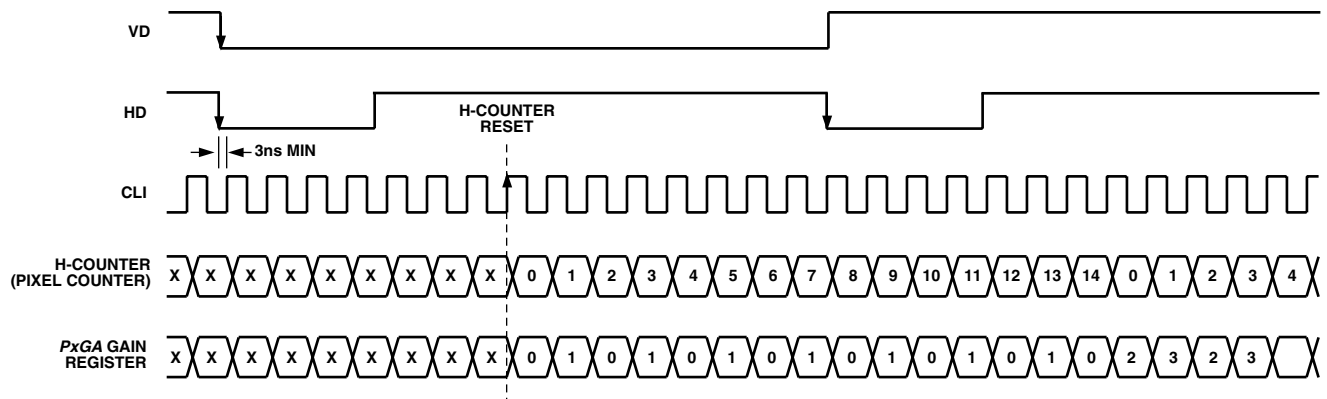 VD
HD
H-COUNTER
RESET
3ns MIN
CLI
H-COUNTER
(PIXEL COUNTER)
X X X X X X X X X 0 1 2 3 4 5 6 7 8 9 10 11 12 13 14 0 1 2 3 4
PxGA GAIN
REGISTER
X X X X X X X X X 0 1 0 1 0 1 0 1 0 1 0 1 0 1 0 2 3 2 3